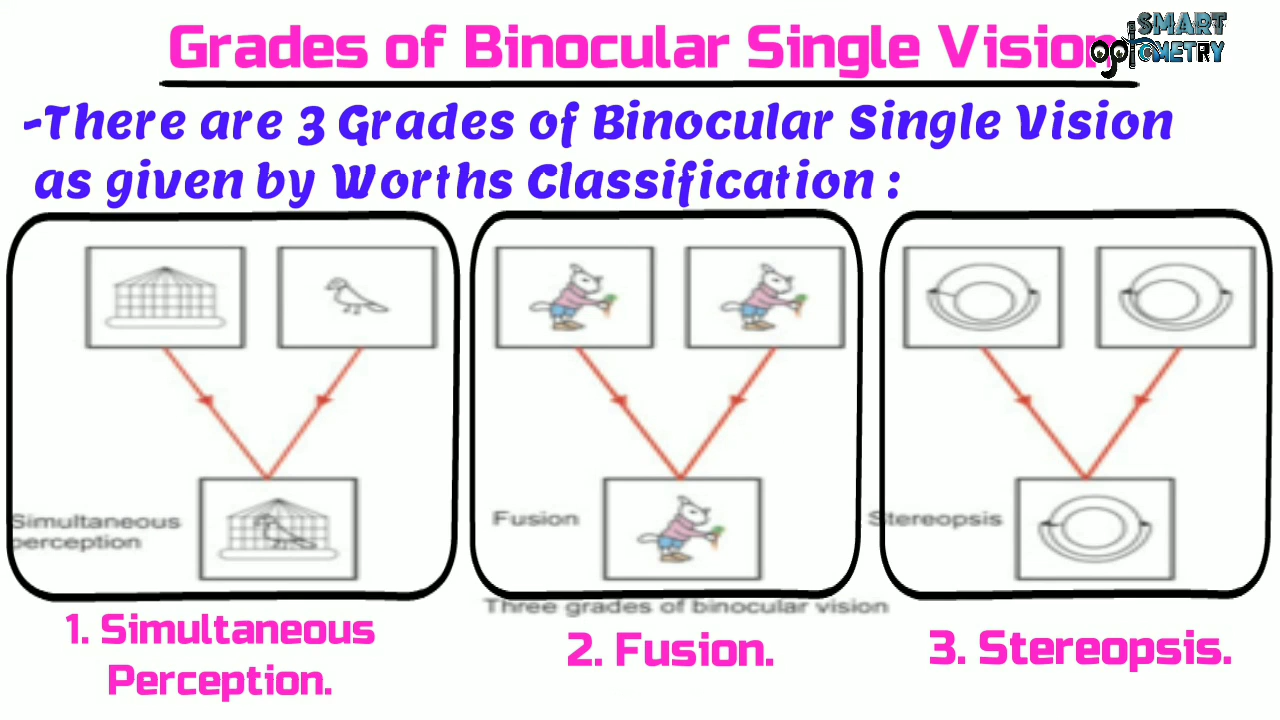 Grades of Binocular Single Vision
SMART
OPTOMETRY
-There are 3 Grades of Binocular Single Vision
as given by Worths Classification :
Simultaneous
perception
Fusion
Stereopsis
Three grades of binocular vision
1. Simultaneous
Perception.
2. Fusion.
3. Stereopsis.